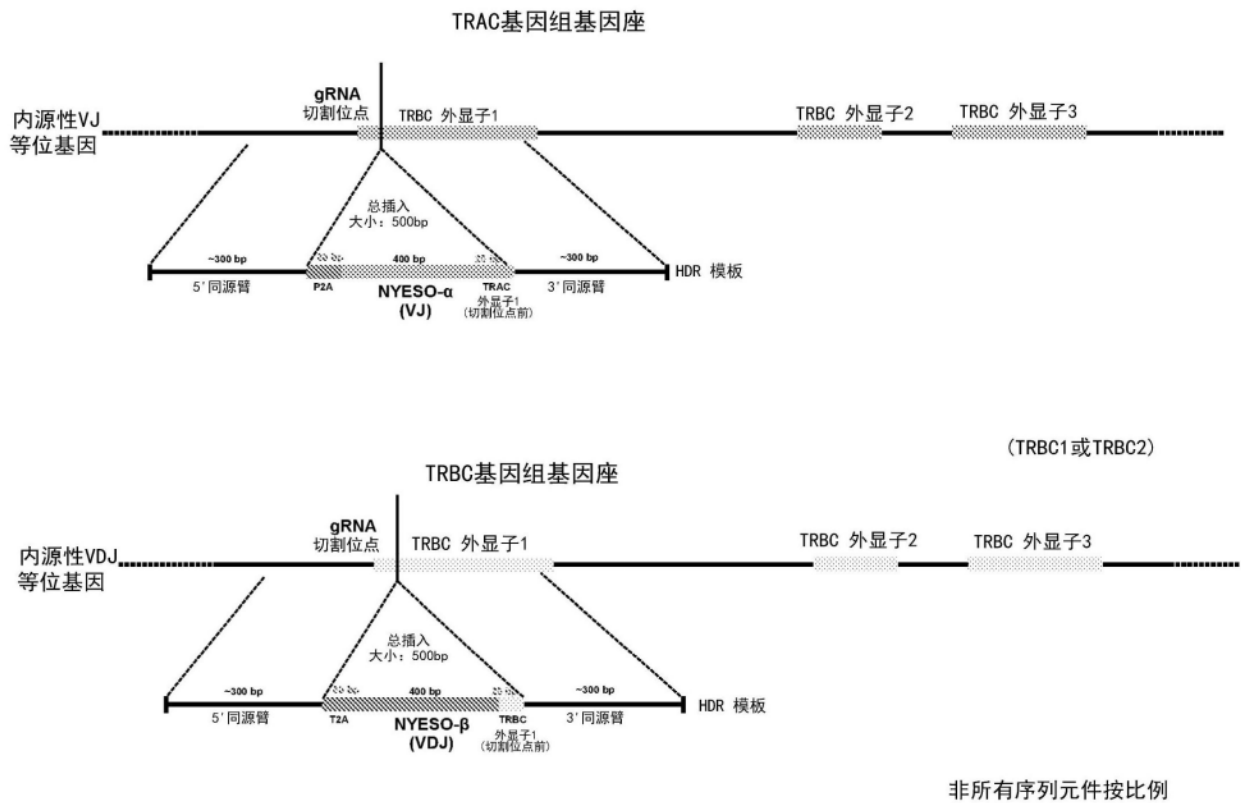 TRAC基因组基因座
gRNA
切割位点
TRBC 外显子1
TRBC 外显子2
TRBC 外显子3
内源性VJ
等位基因
总插入
大小: 500bp
~300 bp
400 bp
~300 bp
HDR 模板
5'同源臂
P2A
NYESO-α
(VJ)
TRAC
外显子1
(切割位点前)
3'同源臂
(TRBC1或TRBC2)
TRBC基因组基因座
gRNA
切割位点
TRBC 外显子1
TRBC 外显子2
TRBC 外显子3
内源性VDJ
等位基因
总插入
大小: 500bp
~300 bp
400 bp
~300 bp
HDR 模板
5'同源臂
T2A
NYESO-β
(VDJ)
TRBC
外显子1
(切割位点前)
3'同源臂
非所有序列元件按比例